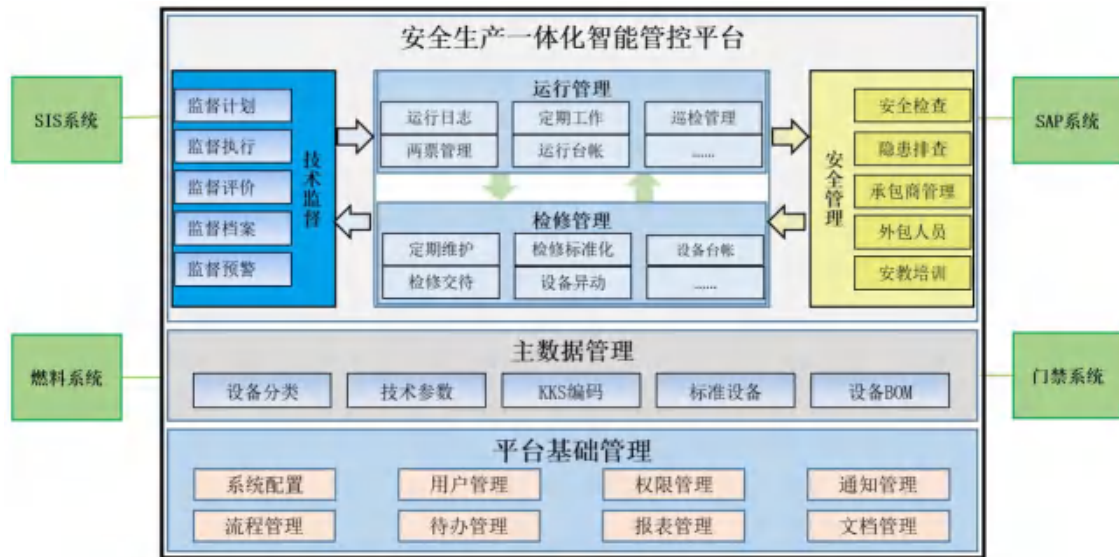 安全生产一体化智能管控平台
SIS系统
燃料系统
技术监督
监督计划
监督执行
监督评价
监督档案
监督预警
运行管理
运行日志
定期工作
巡检管理
两票管理
运行台帐
......
检修管理
定期维护
检修标准化
设备台帐
检修交待
设备异动
......
安全管理
安全检查
隐患排查
承包商管理
外包人员
安教培训
SAP系统
门禁系统
主数据管理
设备分类
技术参数
KKS编码
标准设备
设备BOM
平台基础管理
系统配置
用户管理
权限管理
通知管理
流程管理
待办管理
报表管理
文档管理